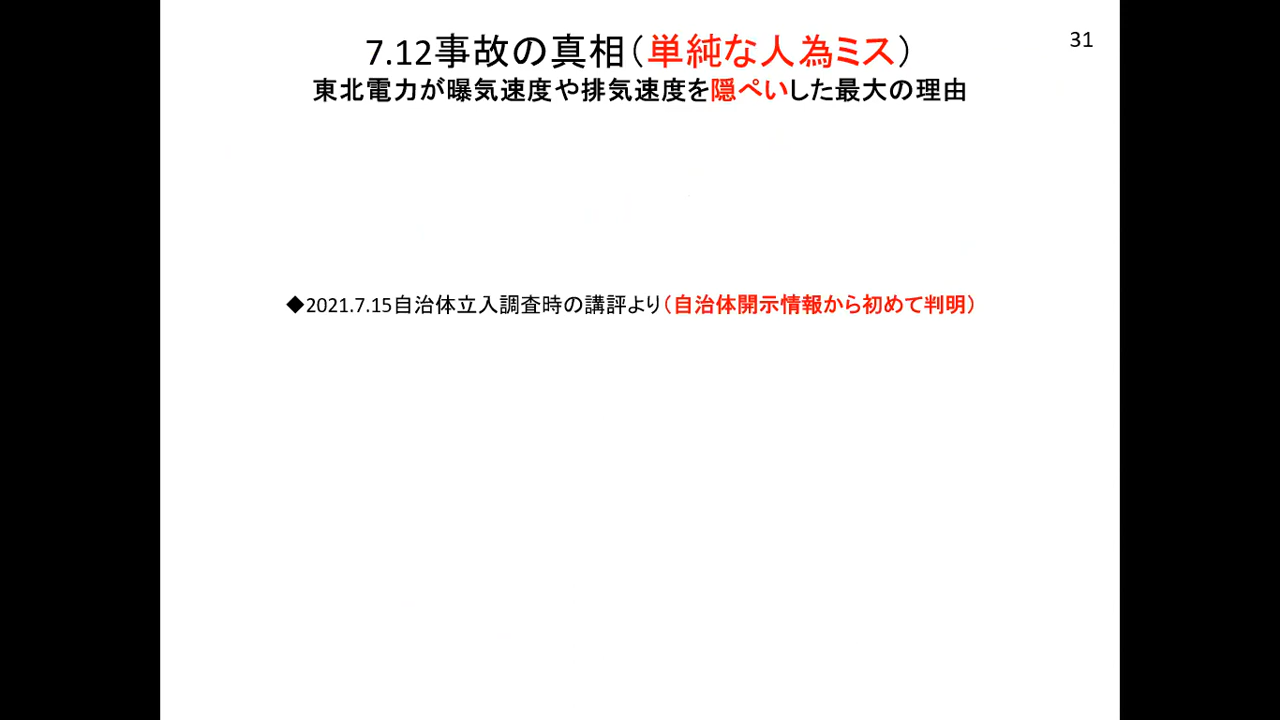 31
7.12事故の真相(単純な人為ミス)
東北電力が曝気速度や排気速度を隠ぺいした最大の理由
◆2021.7.15自治体立入調査時の講評より(自治体開示情報から初めて判明)